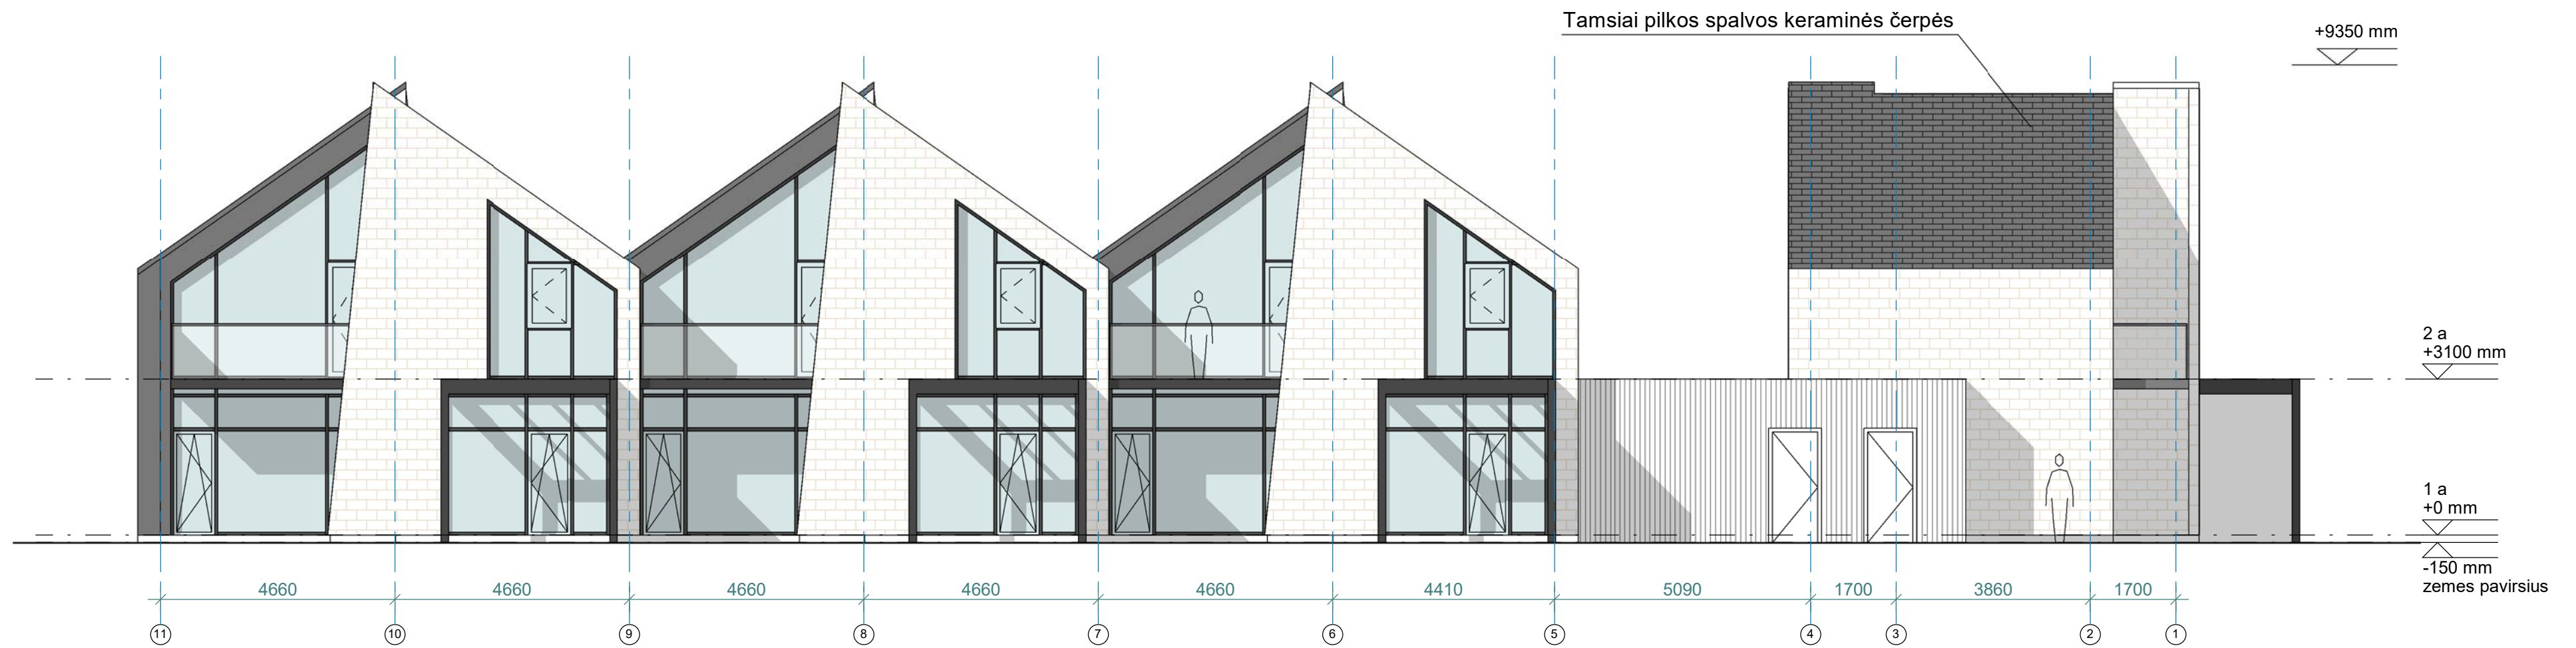 Tamsiai pilkos spalvos keraminės čerpės
+9350 mm
2 a
+3100 mm
1 a
+0 mm
-150 mm
zemes pavirsius
4660 4660 4660 4660 4660 4410 5090 1700 3860 1700
11 10 9 8 7 6 5 4 3 2 1